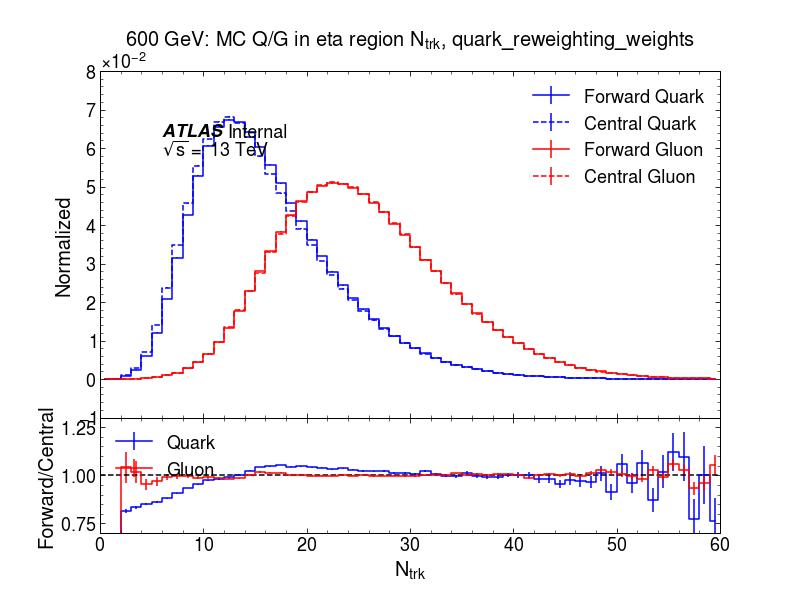 600 GeV: MC Q/G in eta region Ntrk, quark_reweighting_weights
×10−2
8
7
6
5
4
3
2
1
0
−1
Normalized
ATLAS Internal
√s = 13 TeV
Forward Quark
Central Quark
Forward Gluon
Central Gluon
1.25
1.00
0.75
Forward/Central
Quark
Gluon
0 10 20 30 40 50 60
Ntrk